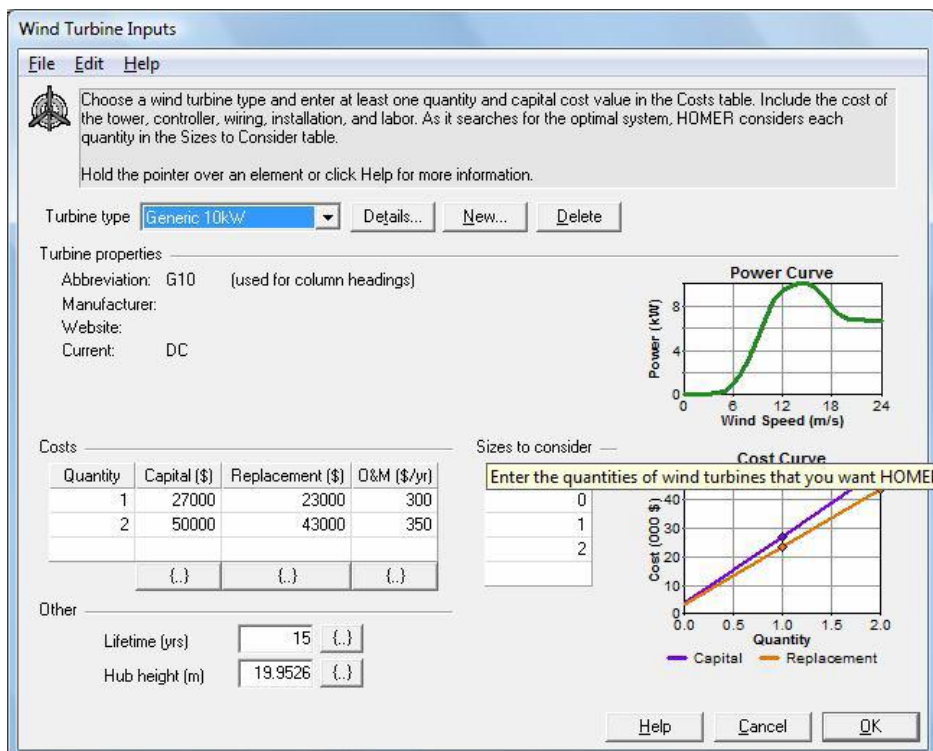 Wind Turbine Inputs
File Edit Help
Choose a wind turbine type and enter at least one quantity and capital cost value in the Costs table. Include the cost of
the tower, controller, wiring, installation, and labor. As it searches for the optimal system, HOMER considers each
quantity in the Sizes to Consider table.
Hold the pointer over an element or click Help for more information.
Turbine type Generic 10kW Details... New... Delete
Turbine properties
Abbreviation: G10 (used for column headings)
Manufacturer:
Website:
Current: DC
Power Curve
Power (kW)
8
4
0
0 6 12 18 24
Wind Speed (m/s)
Costs
Quantity Capital ($) Replacement ($) O&M ($/yr)
1 27000 23000 300
2 50000 43000 350
{..} {..} {..}
Sizes to consider
Enter the quantities of wind turbines that you want HOME
0
1
2
Cost Curve
Cost (000 $)
40
30
20
10
0
0.0 0.5 1.0 1.5 2.0
Quantity
Capital Replacement
Other
Lifetime (yrs) 15 {..}
Hub height (m) 19.9526 {..}
Help Cancel OK